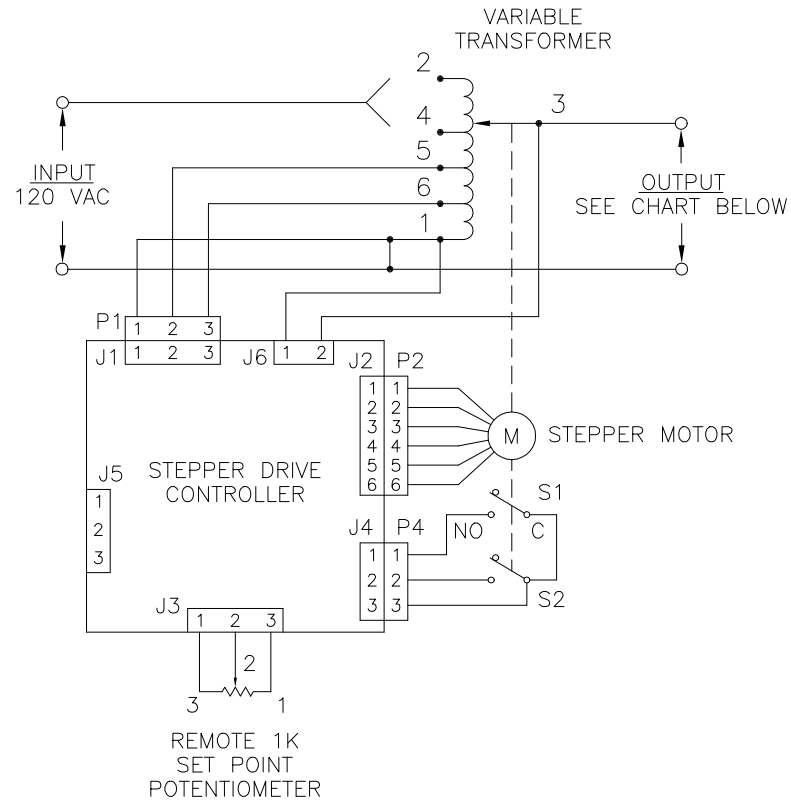 VARIABLE
TRANSFORMER
2
4
3
5
INPUT
120 VAC
6
OUTPUT
SEE CHART BELOW
1
P1
1 2 3
J1
1 2 3
J6
1 2
J2 P2
1 1
2 2
3 3
4 4
5 5
6 6
M
STEPPER MOTOR
STEPPER DRIVE
CONTROLLER
J5
1
2
3
S1
NO C
J4 P4
1 1
2 2
3 3
S2
J3
1 2 3
2
3 1
REMOTE 1K
SET POINT
POTENTIOMETER